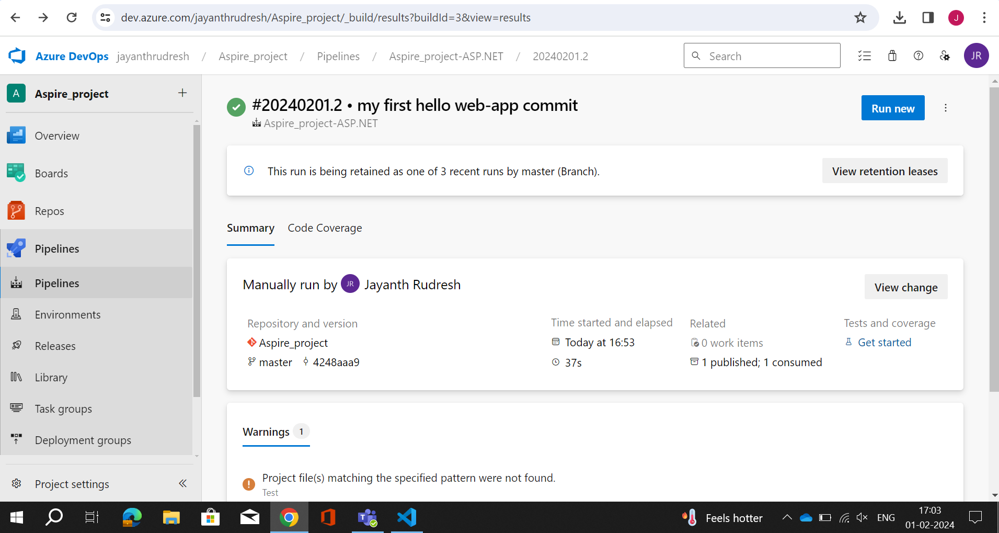 dev.azure.com/jayanthrudresh/Aspire_project/_build/results?buildId=3&view=results
J
Azure DevOps jayanthrudresh / Aspire_project / Pipelines / Aspire_project-ASP.NET / 20240201.2
Search
JR
A Aspire_project +
Overview
Boards
Repos
Pipelines
Pipelines
Environments
Releases
Library
Task groups
Deployment groups
Project settings
#20240201.2 • my first hello web-app commit
Aspire_project-ASP.NET
Run new
This run is being retained as one of 3 recent runs by master (Branch).
View retention leases
Summary Code Coverage
Manually run by JR Jayanth Rudresh
View change
Repository and version
Aspire_project
master 4248aaa9
Time started and elapsed
Today at 16:53
37s
Related
0 work items
1 published; 1 consumed
Tests and coverage
Get started
Warnings 1
Project file(s) matching the specified pattern were not found.
Test
Feels hotter
ENG
17:03
01-02-2024